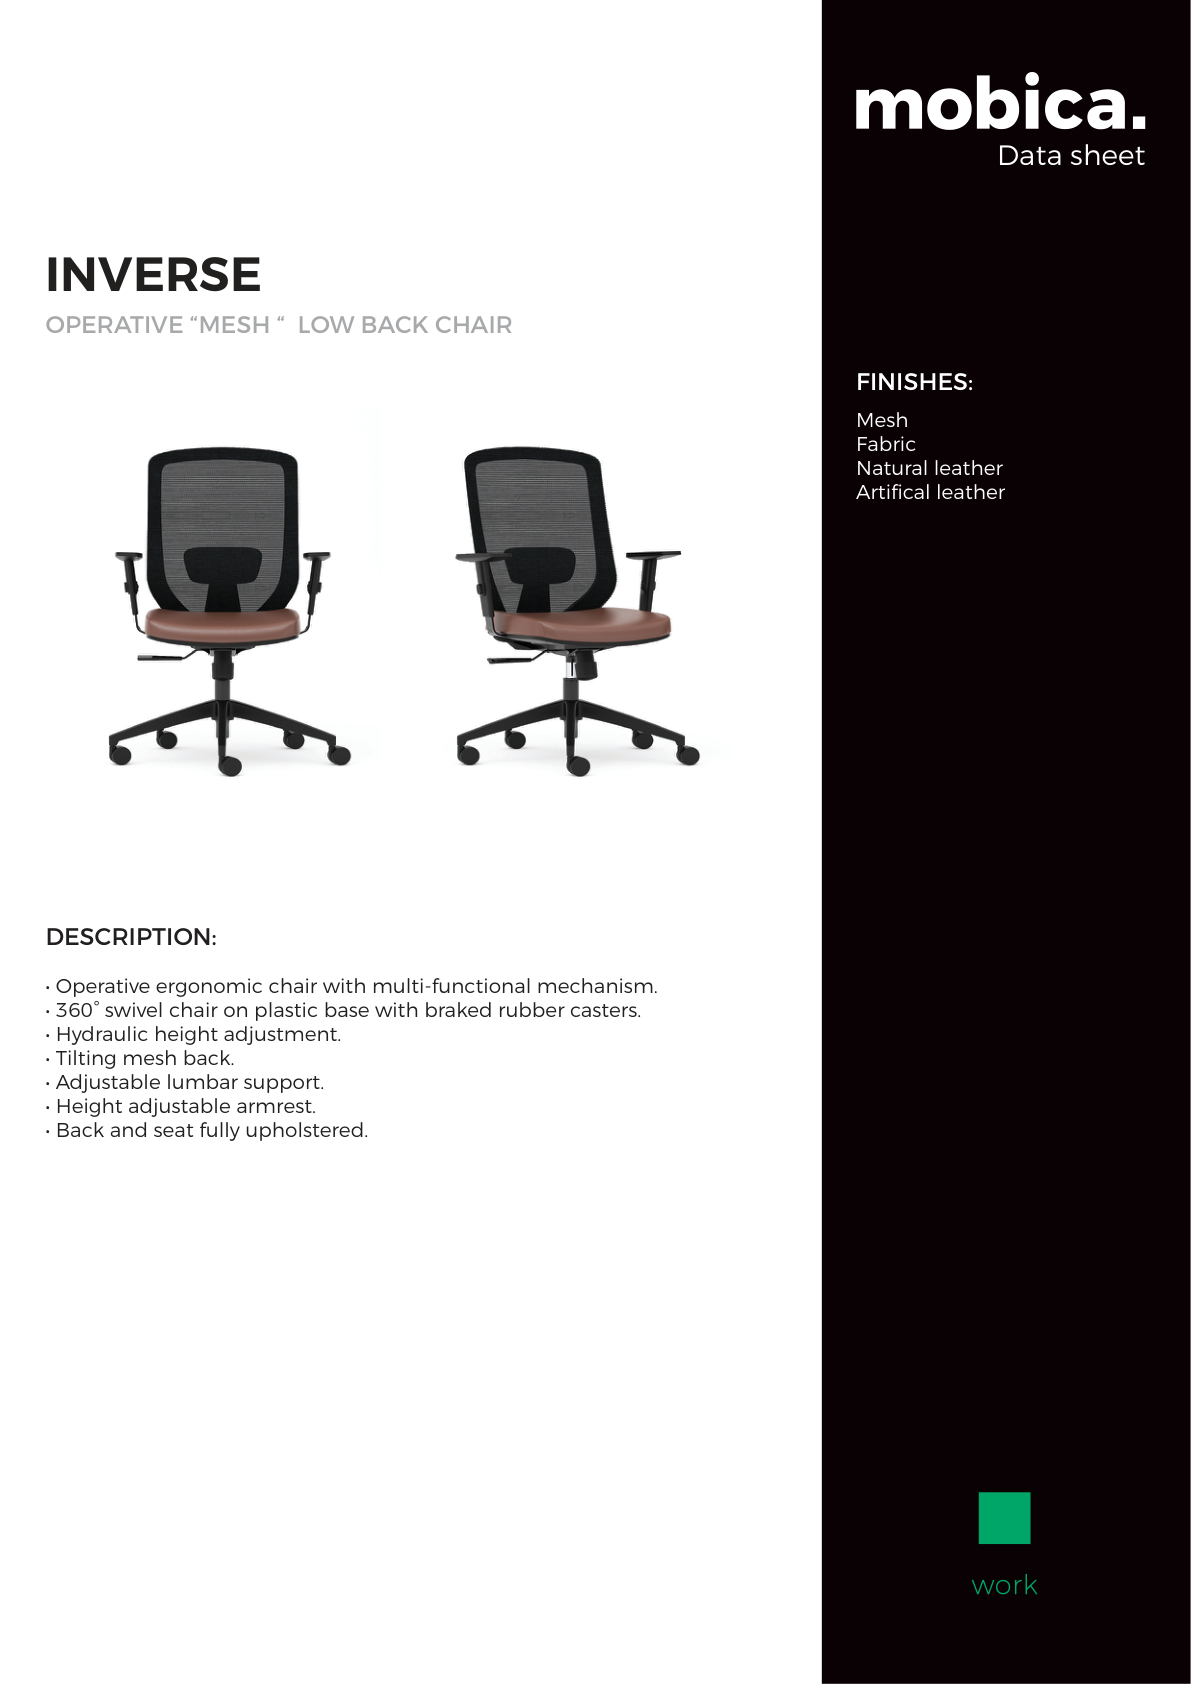 mobica.
Data sheet
INVERSE
OPERATIVE “MESH “  LOW BACK CHAIR
FINISHES:
Mesh
Fabric
Natural leather
Artifical leather
DESCRIPTION:
• Operative ergonomic chair with multi-functional mechanism.
• 360° swivel chair on plastic base with braked rubber casters.
• Hydraulic height adjustment.
• Tilting mesh back.
• Adjustable lumbar support.
• Height adjustable armrest.
• Back and seat fully upholstered.
work